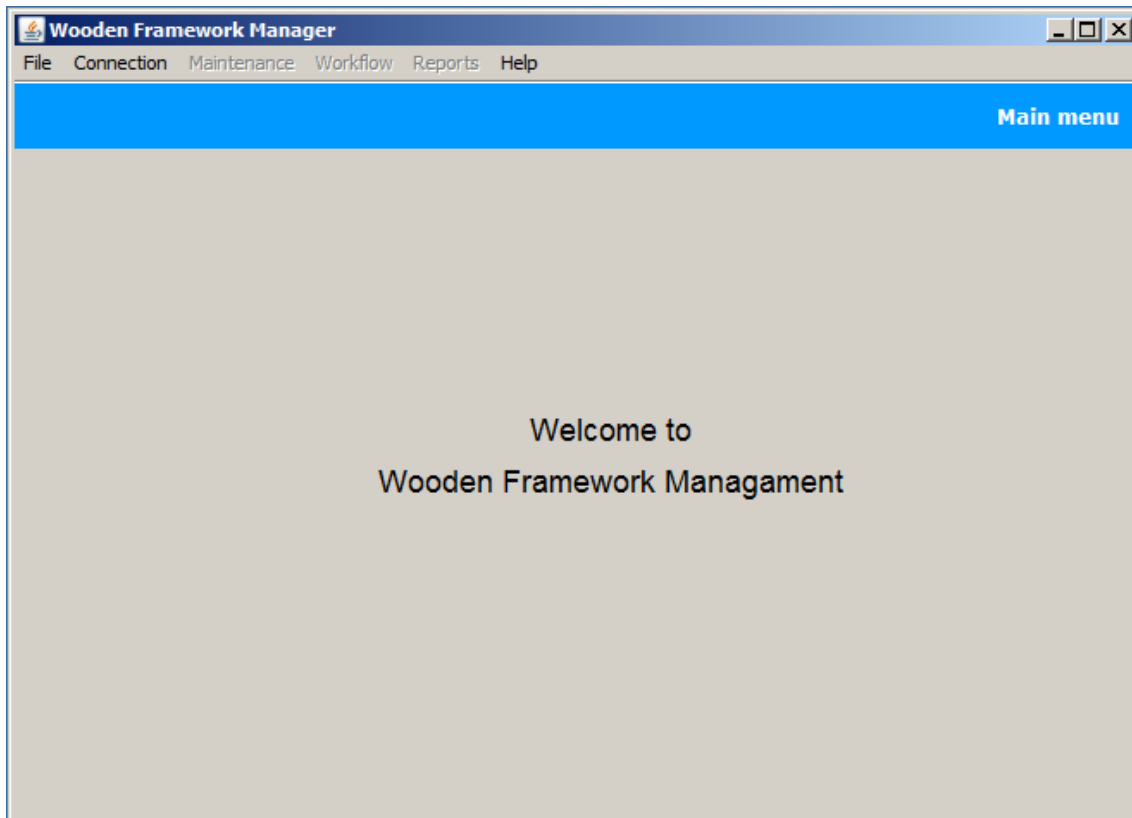 Wooden Framework Manager
File Connection Maintenance Workflow Reports Help
Main menu
Welcome to
Wooden Framework Managament